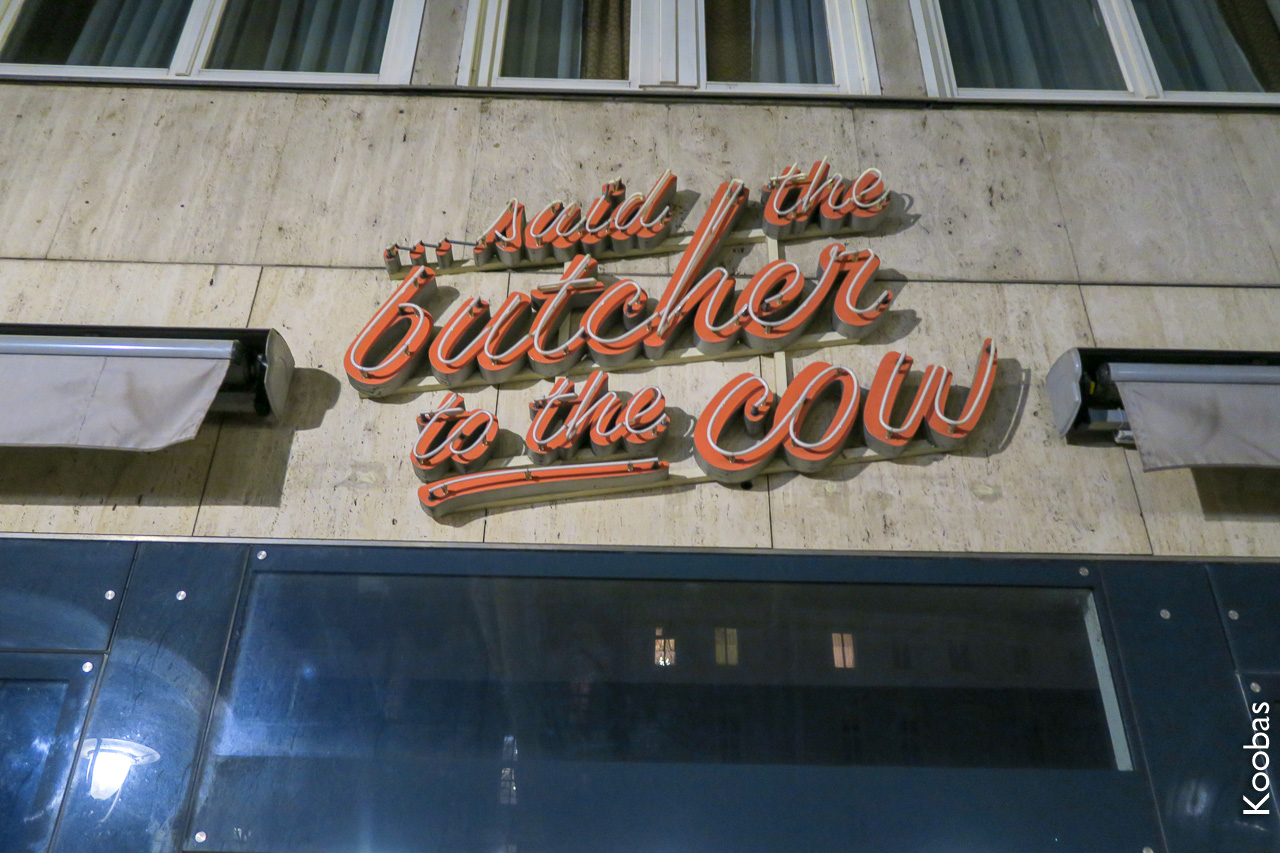 ... said the
butcher
to the cow
Koobas